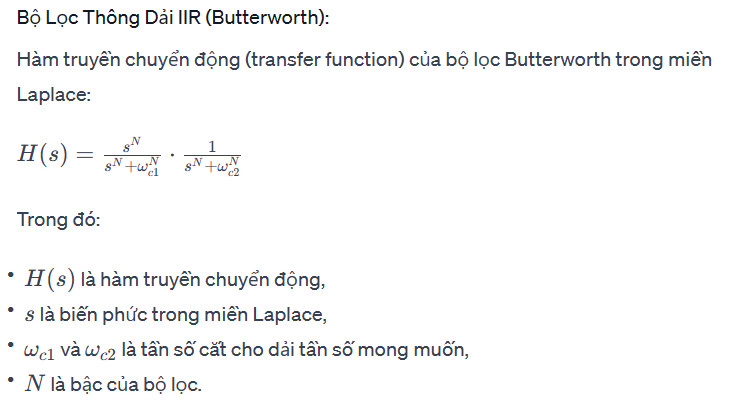 Bộ Lọc Thông Dải IIR (Butterworth):
Hàm truyền chuyển động (transfer function) của bộ lọc Butterworth trong miền
Laplace:
H(s) = \frac{s^N}{s^N+\omega_{c1}^N} \cdot \frac{1}{s^N+\omega_{c2}^N}
Trong đó:
• H(s) là hàm truyền chuyển động,
• s là biến phức trong miền Laplace,
• ω_{c1} và ω_{c2} là tần số cắt cho dải tần số mong muốn,
• N là bậc của bộ lọc.